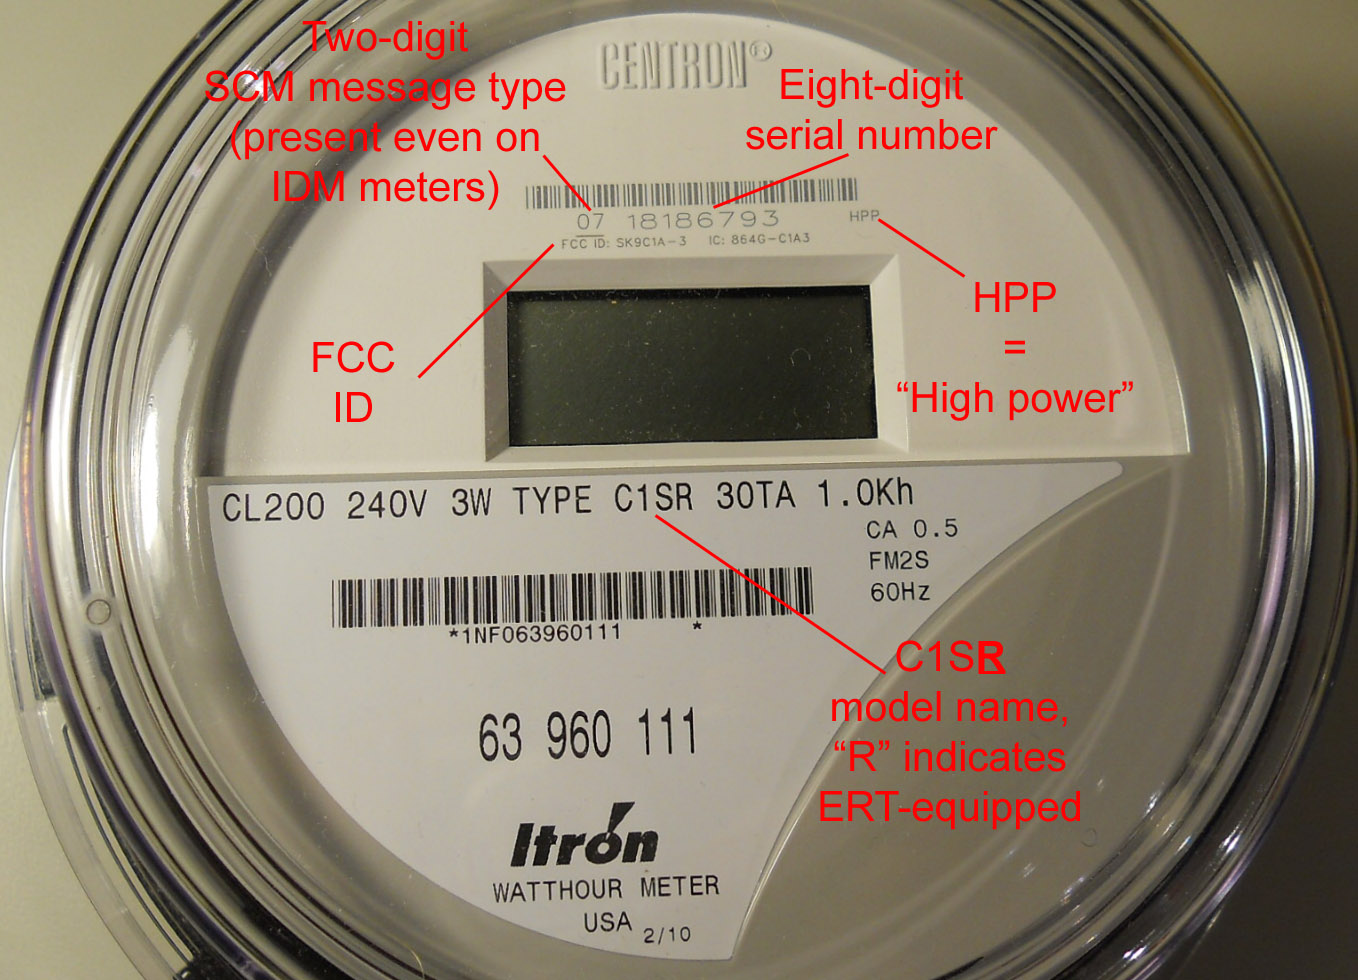 Two-digit
SCM message type
(present even on
IDM meters)
CENTRON®
Eight-digit
serial number
07 18186793
HPP
FCC ID: SK9C1A-3 IC: 864G-C1A3
FCC
ID
HPP
=
“High power”
CL200 240V 3W TYPE C1SR 30TA 1.0Kh
CA 0.5
FM2S
60Hz
*1NF063960111 *
C1SR
model name,
“R” indicates
ERT-equipped
63 960 111
Itron
WATTHOUR METER
USA 2/10